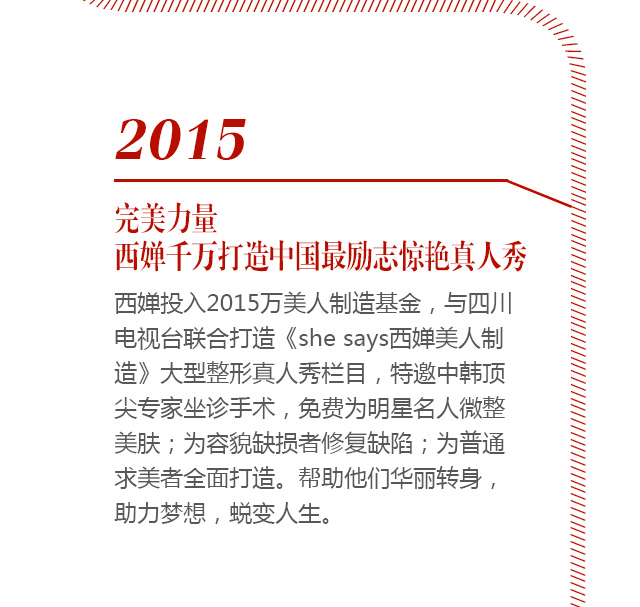 2015
完美力量
西婵千万打造中国最励志惊艳真人秀
西婵投入2015万美人制造基金，与四川
电视台联合打造《she says西婵美人制
造》大型整形真人秀栏目，特邀中韩顶
尖专家坐诊手术，免费为明星名人微整
美肤；为容貌缺损者修复缺陷；为普通
求美者全面打造。帮助他们华丽转身，
助力梦想，蜕变人生。